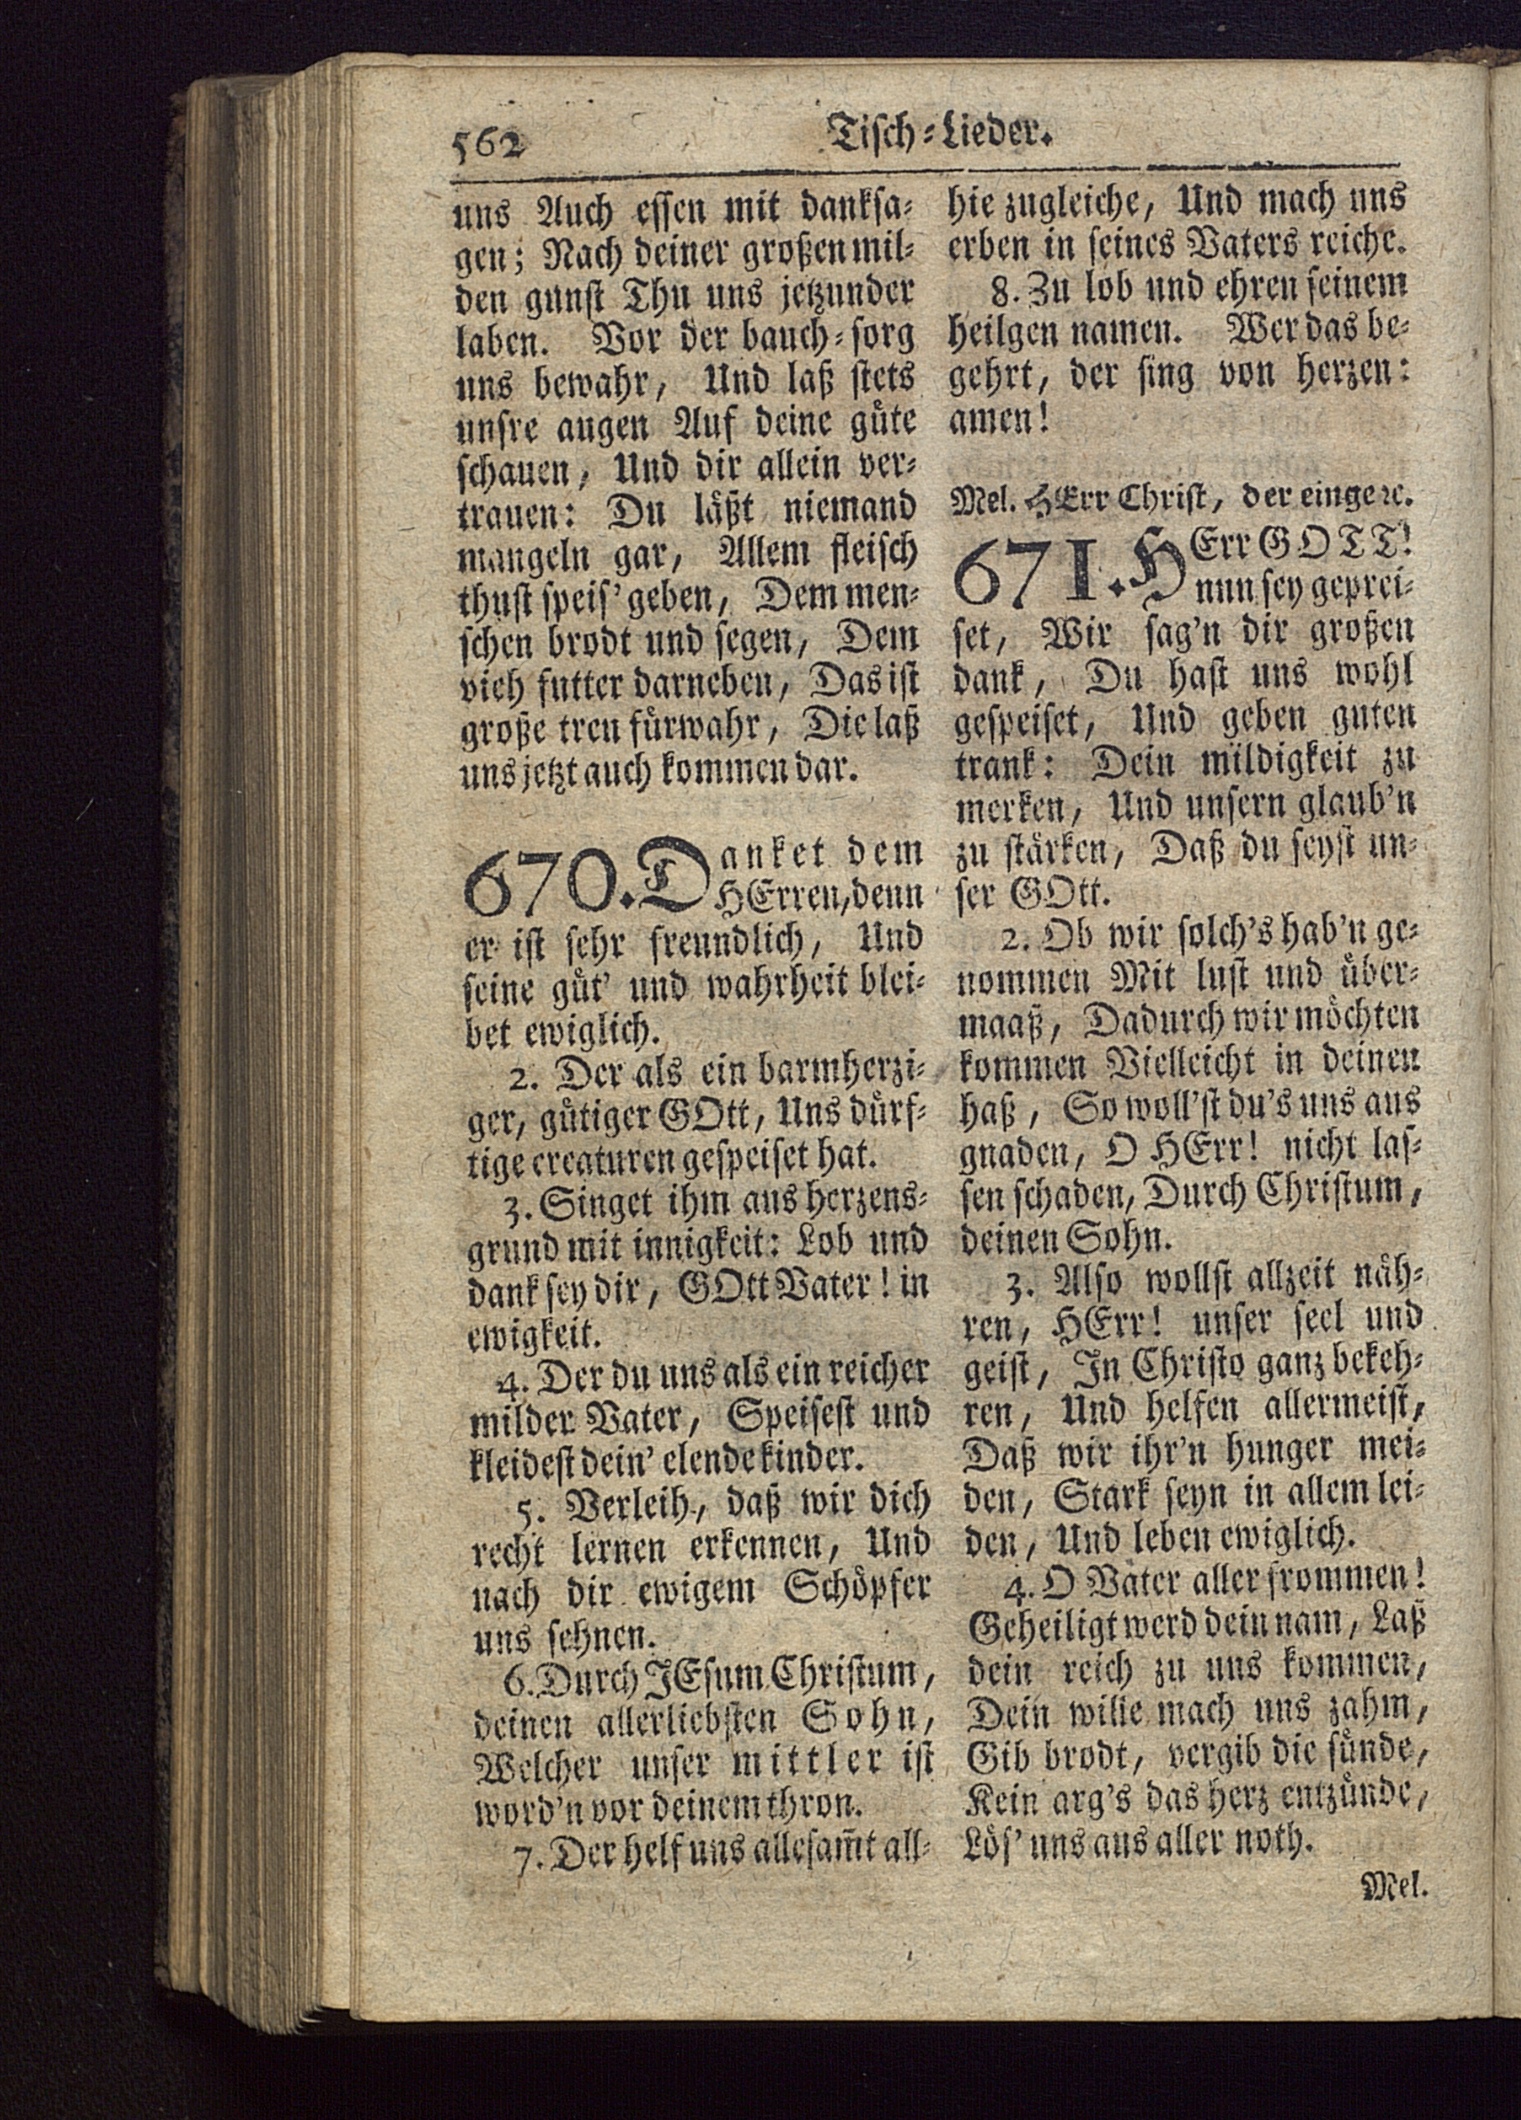 562 Tisch-Lieder.
uns Auch essen mit danksa-
gen; Nach deiner großen mil-
den gunst Thu uns jetzunder
laben. Vor der bauch-sorg
uns bewahr, Und laß stets
unsre augen Auf deine güte
schauen, Und dir allein ver-
trauen: Du läßt niemand
mangeln gar, Allem fleisch
thust speis' geben, Dem men-
schen brodt und segen, Dem
vieh futter darneben, Das ist
große treu fürwahr, Die laß
uns jetzt auch kommen dar.
670. Danket dem
HErren, denn
er ist sehr freundlich, Und
seine güt' und wahrheit blei-
bet ewiglich.
2. Der als ein barmherzi-
ger, gütiger GOtt, Uns dürf-
tige creaturen gespeiset hat.
3. Singet ihm aus herzens-
grund mit innigkeit: Lob und
dank sey dir, GOtt Vater! in
ewigkeit.
4. Der du uns als ein reicher
milder Vater, Speisest und
kleidest dein' elende kinder.
5. Verleih, daß wir dich
recht lernen erkennen, Und
nach dir ewigem Schöpfer
uns sehnen.
6. Durch JEsum Christum,
deinen allerliebsten Sohn,
Welcher unser mittler ist
word'n vor deinem thron.
7. Der helf uns allesam̃t all-
hie zugleiche, Und mach uns
erben in seines Vaters reiche.
8. Zu lob und ehren seinem
heilgen namen. Wer das be-
gehrt, der sing von herzen:
amen!
Mel. HErr Christ, der einge ꝛc.
671. HErr GOTT!
nun sey geprei-
set, Wir sag'n dir großen
dank, Du hast uns wohl
gespeiset, Und geben guten
trank: Dein mildigkeit zu
merken, Und unsern glaub'n
zu stärken, Daß du seyst un-
ser GOtt.
2. Ob wir solch's hab'n ge-
nommen Mit lust und über-
maaß, Dadurch wir möchten
kommen Vielleicht in deinen
haß, So woll'st du's uns aus
gnaden, O HErr! nicht las-
sen schaden, Durch Christum,
deinen Sohn.
3. Also wollst allzeit näh-
ren, HErr! unser seel und
geist, In Christo ganz bekeh-
ren, Und helfen allermeist,
Daß wir ihr'n hunger mei-
den, Stark seyn in allem lei-
den, Und leben ewiglich.
4. O Vater aller frommen!
Geheiligt werd dein nam, Laß
dein reich zu uns kommen,
Dein wille mach uns zahm,
Gib brodt, vergib die sünde,
Kein arg's das herz entzünde,
Lös' uns aus aller noth.
Mel.